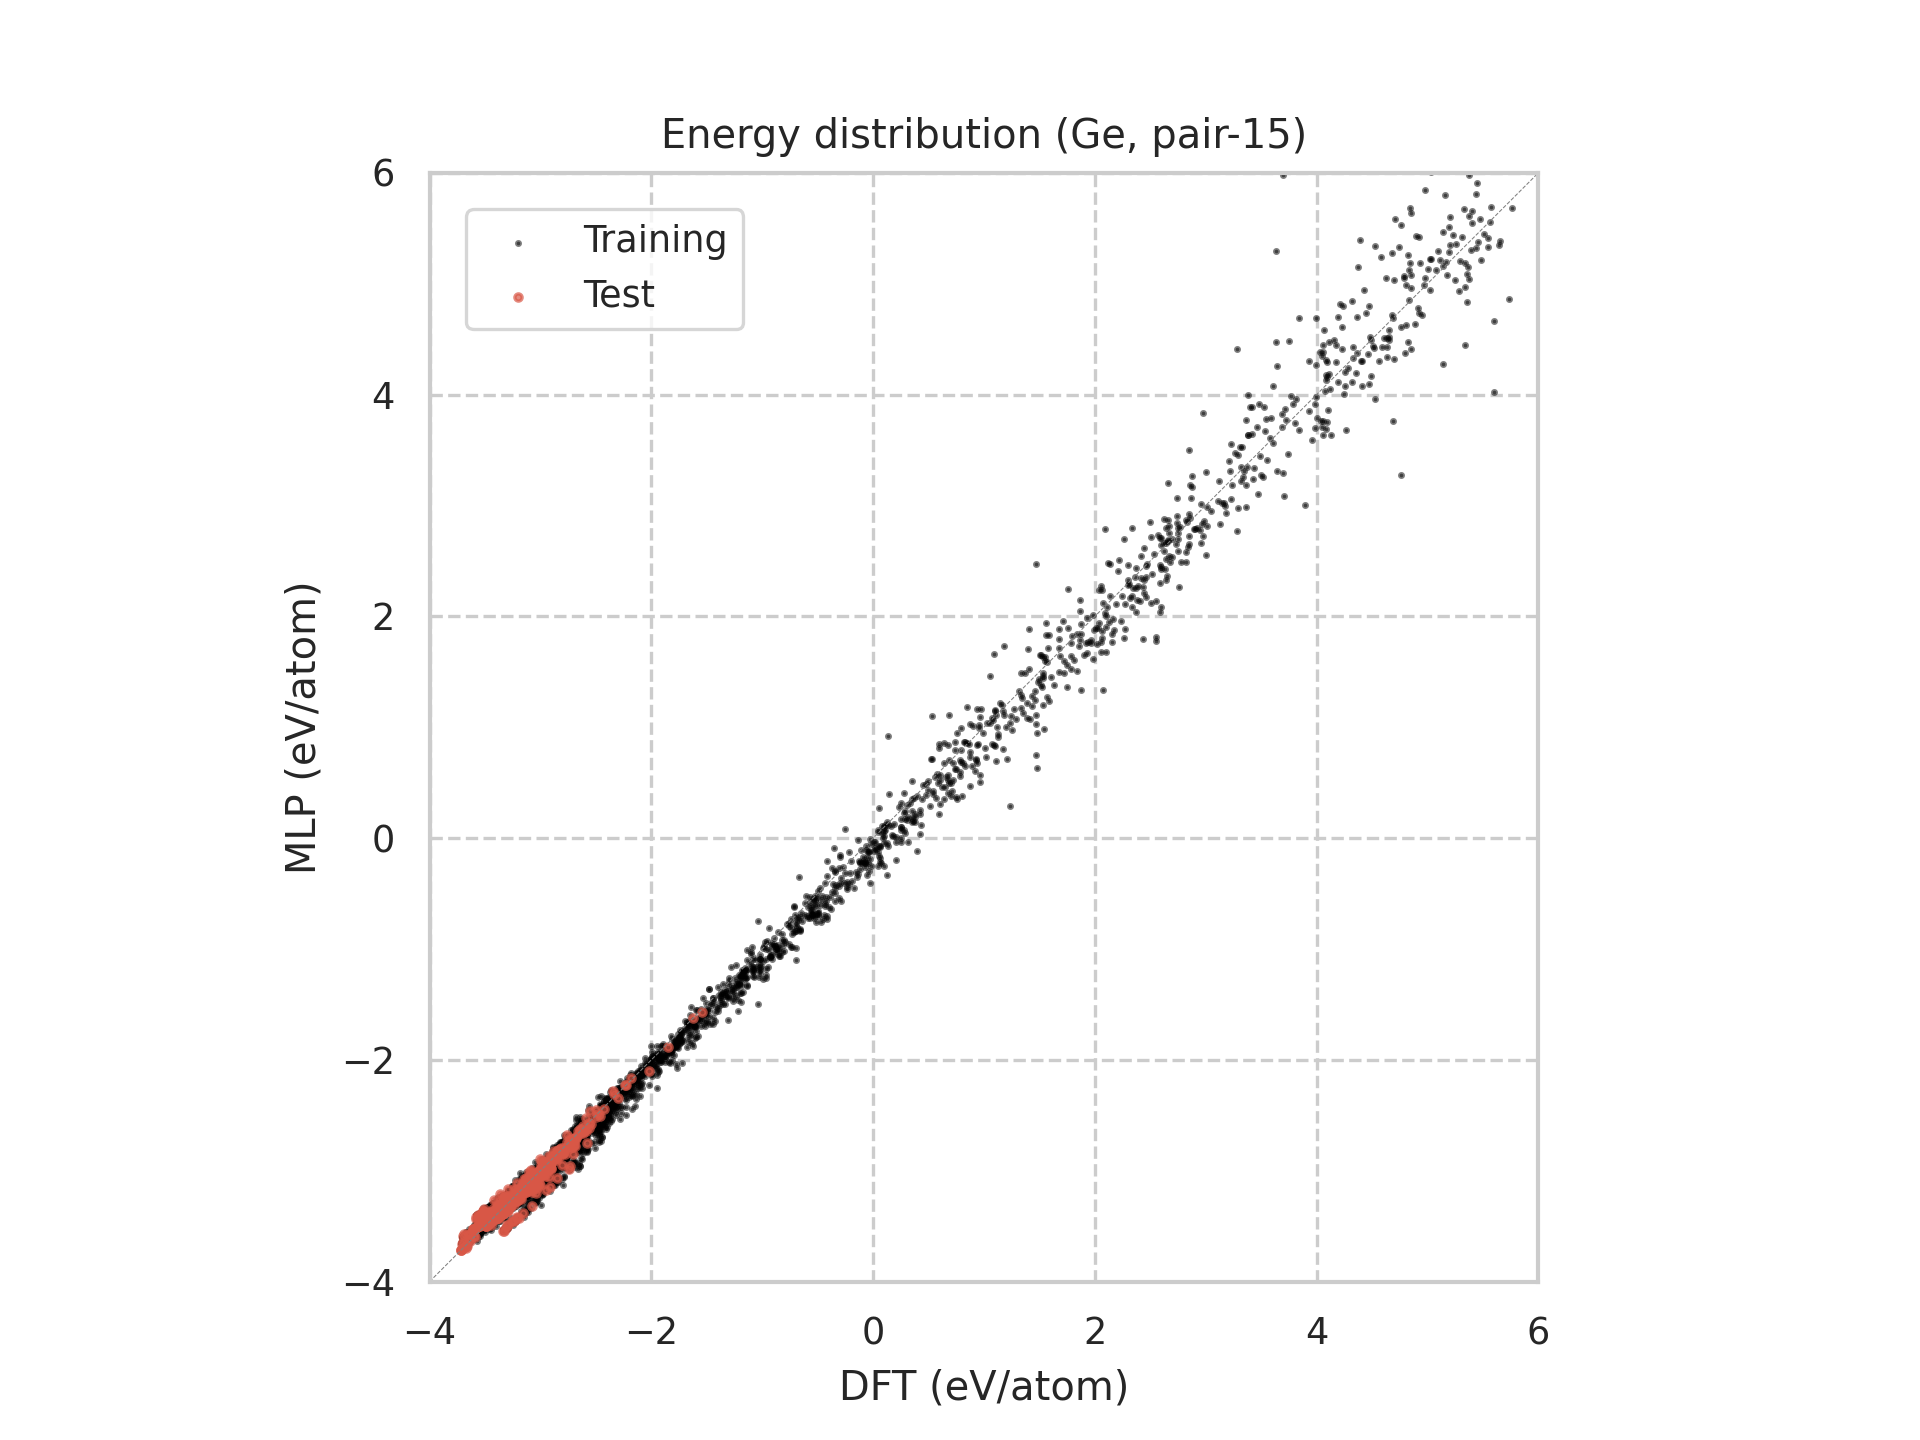 Energy distribution (Ge, pair-15)
6
4
2
0
−2
−4
Training
Test
MLP (eV/atom)
−4
−2
0
2
4
6
DFT (eV/atom)